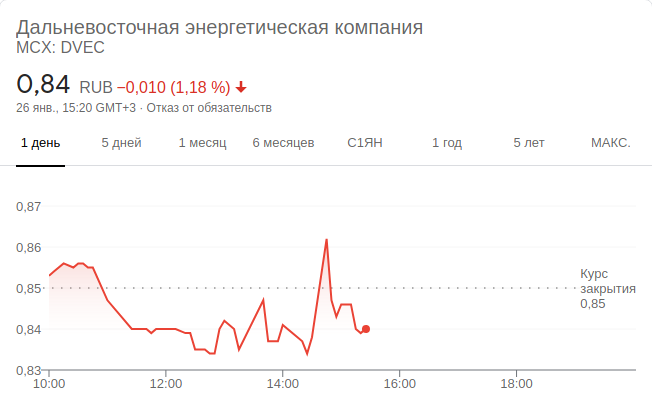 Дальневосточная энергетическая компания
MCX: DVEC
0,84 RUB −0,010 (1,18 %)
26 янв., 15:20 GMT+3 · Отказ от обязательств
1 день 5 дней 1 месяц 6 месяцев С1ЯН 1 год 5 лет МАКС.
0,87
0,86
0,85
0,84
0,83
Курс
закрытия
0,85
10:00 12:00 14:00 16:00 18:00